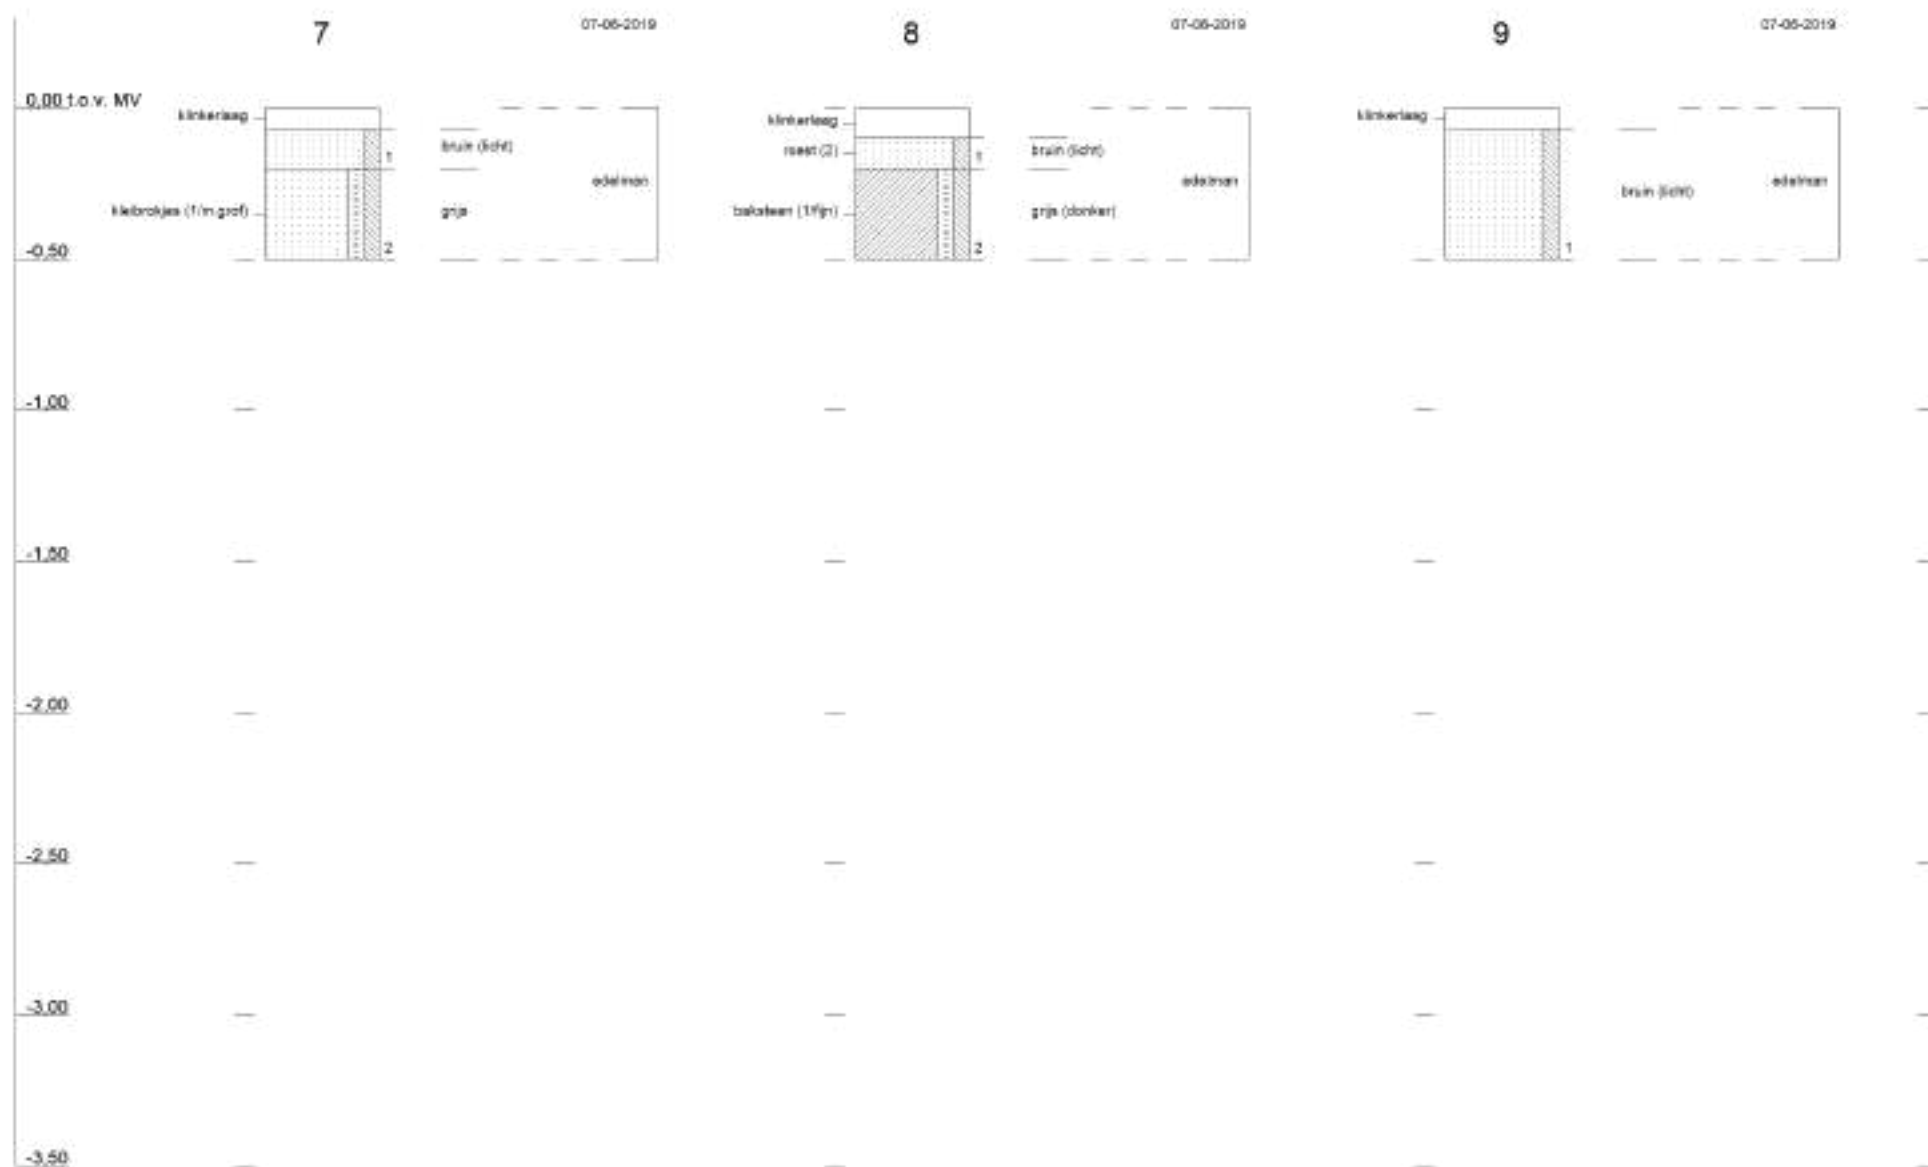 7 07-06-2019 8 07-06-2019 9 07-06-2019
0,00 t.o.v. MV
klinkerlaag klinkerlaag klinkerlaag
1 bruin (licht) roest (2) 1 bruin (licht)
edelman edelman bruin (licht) edelman
kleibrokjes (1/m.grof) grijs baksteen (1/fijn) grijs (donker)
-0,50 2 2 1
-1,00
-1,50
-2,00
-2,50
-3,00
-3,50